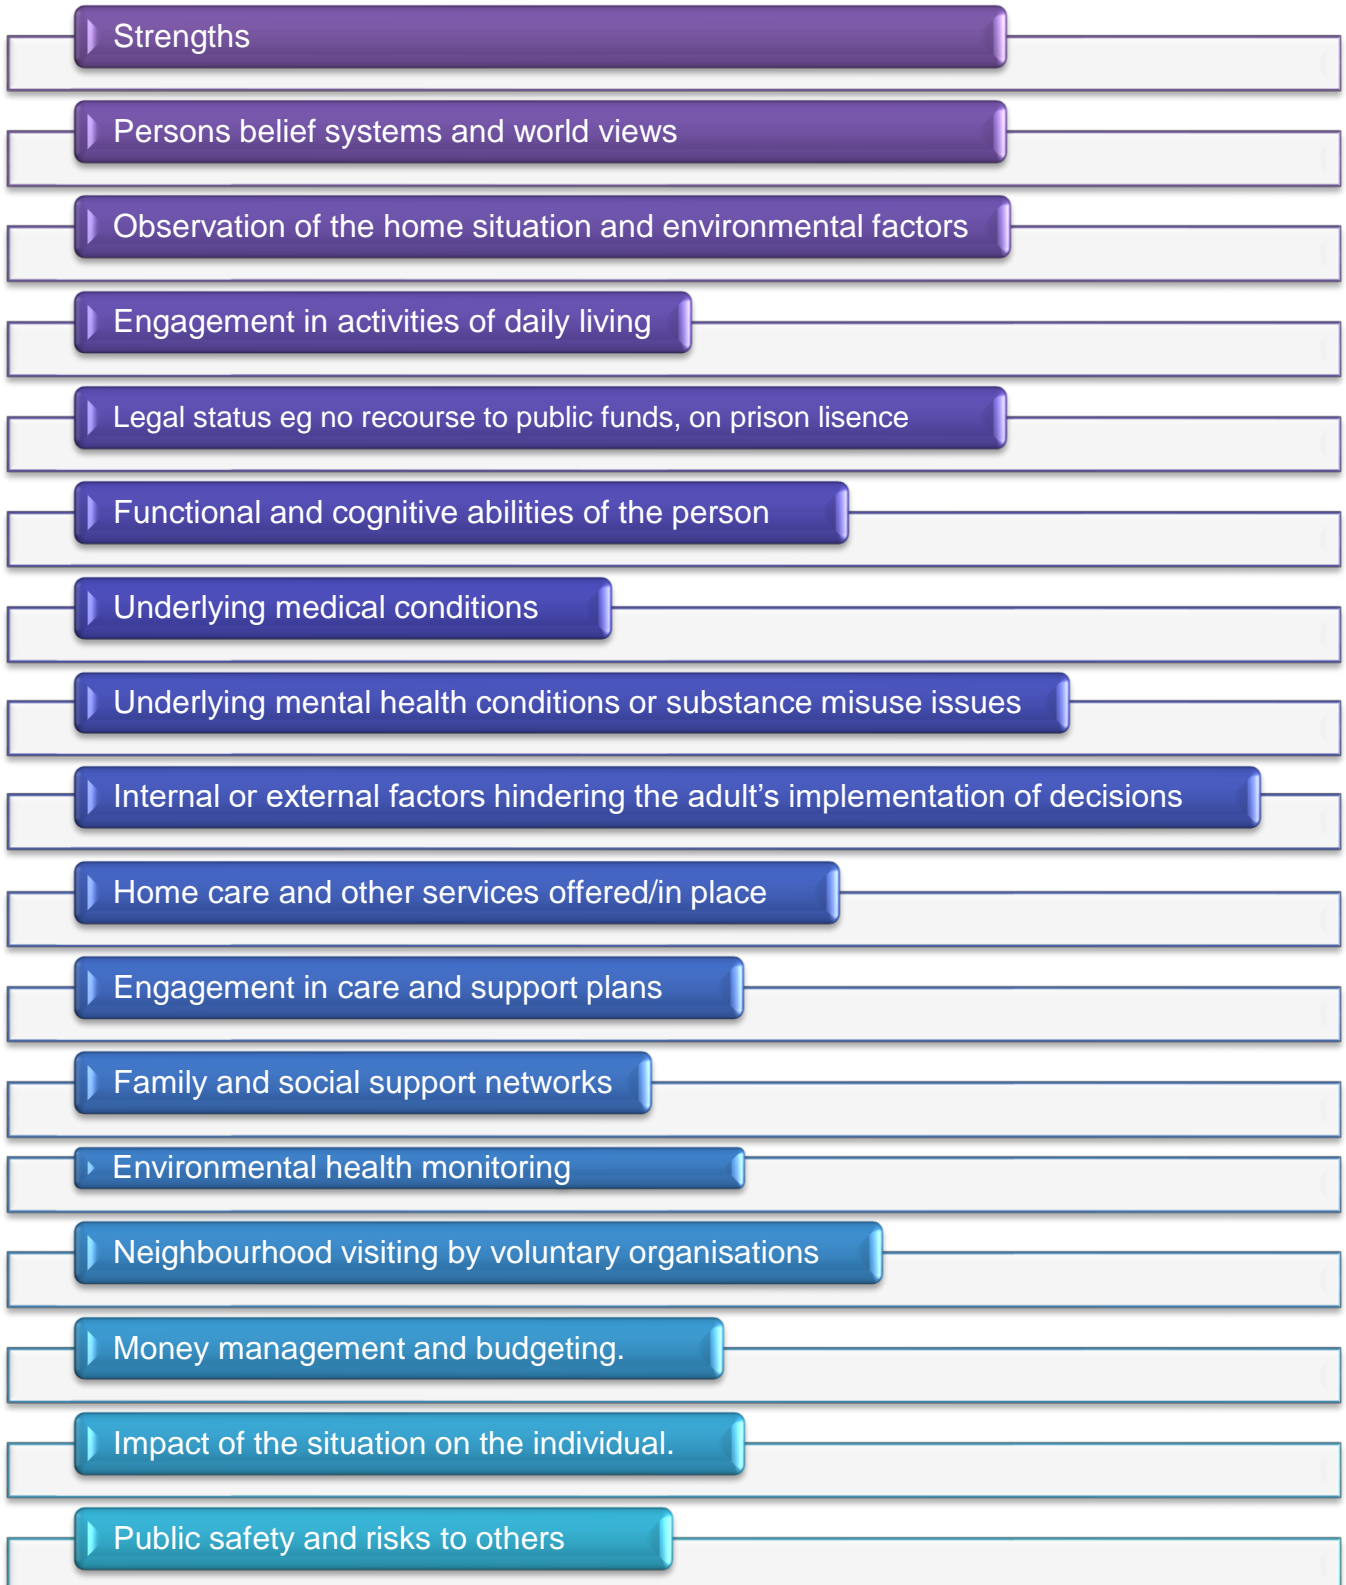 Strengths
Persons belief systems and world views
Observation of the home situation and environmental factors
Engagement in activities of daily living
Legal status eg no recourse to public funds, on prison lisence
Functional and cognitive abilities of the person
Underlying medical conditions
Underlying mental health conditions or substance misuse issues
Internal or external factors hindering the adult’s implementation of decisions
Home care and other services offered/in place
Engagement in care and support plans
Family and social support networks
Environmental health monitoring
Neighbourhood visiting by voluntary organisations
Money management and budgeting.
Impact of the situation on the individual.
Public safety and risks to others